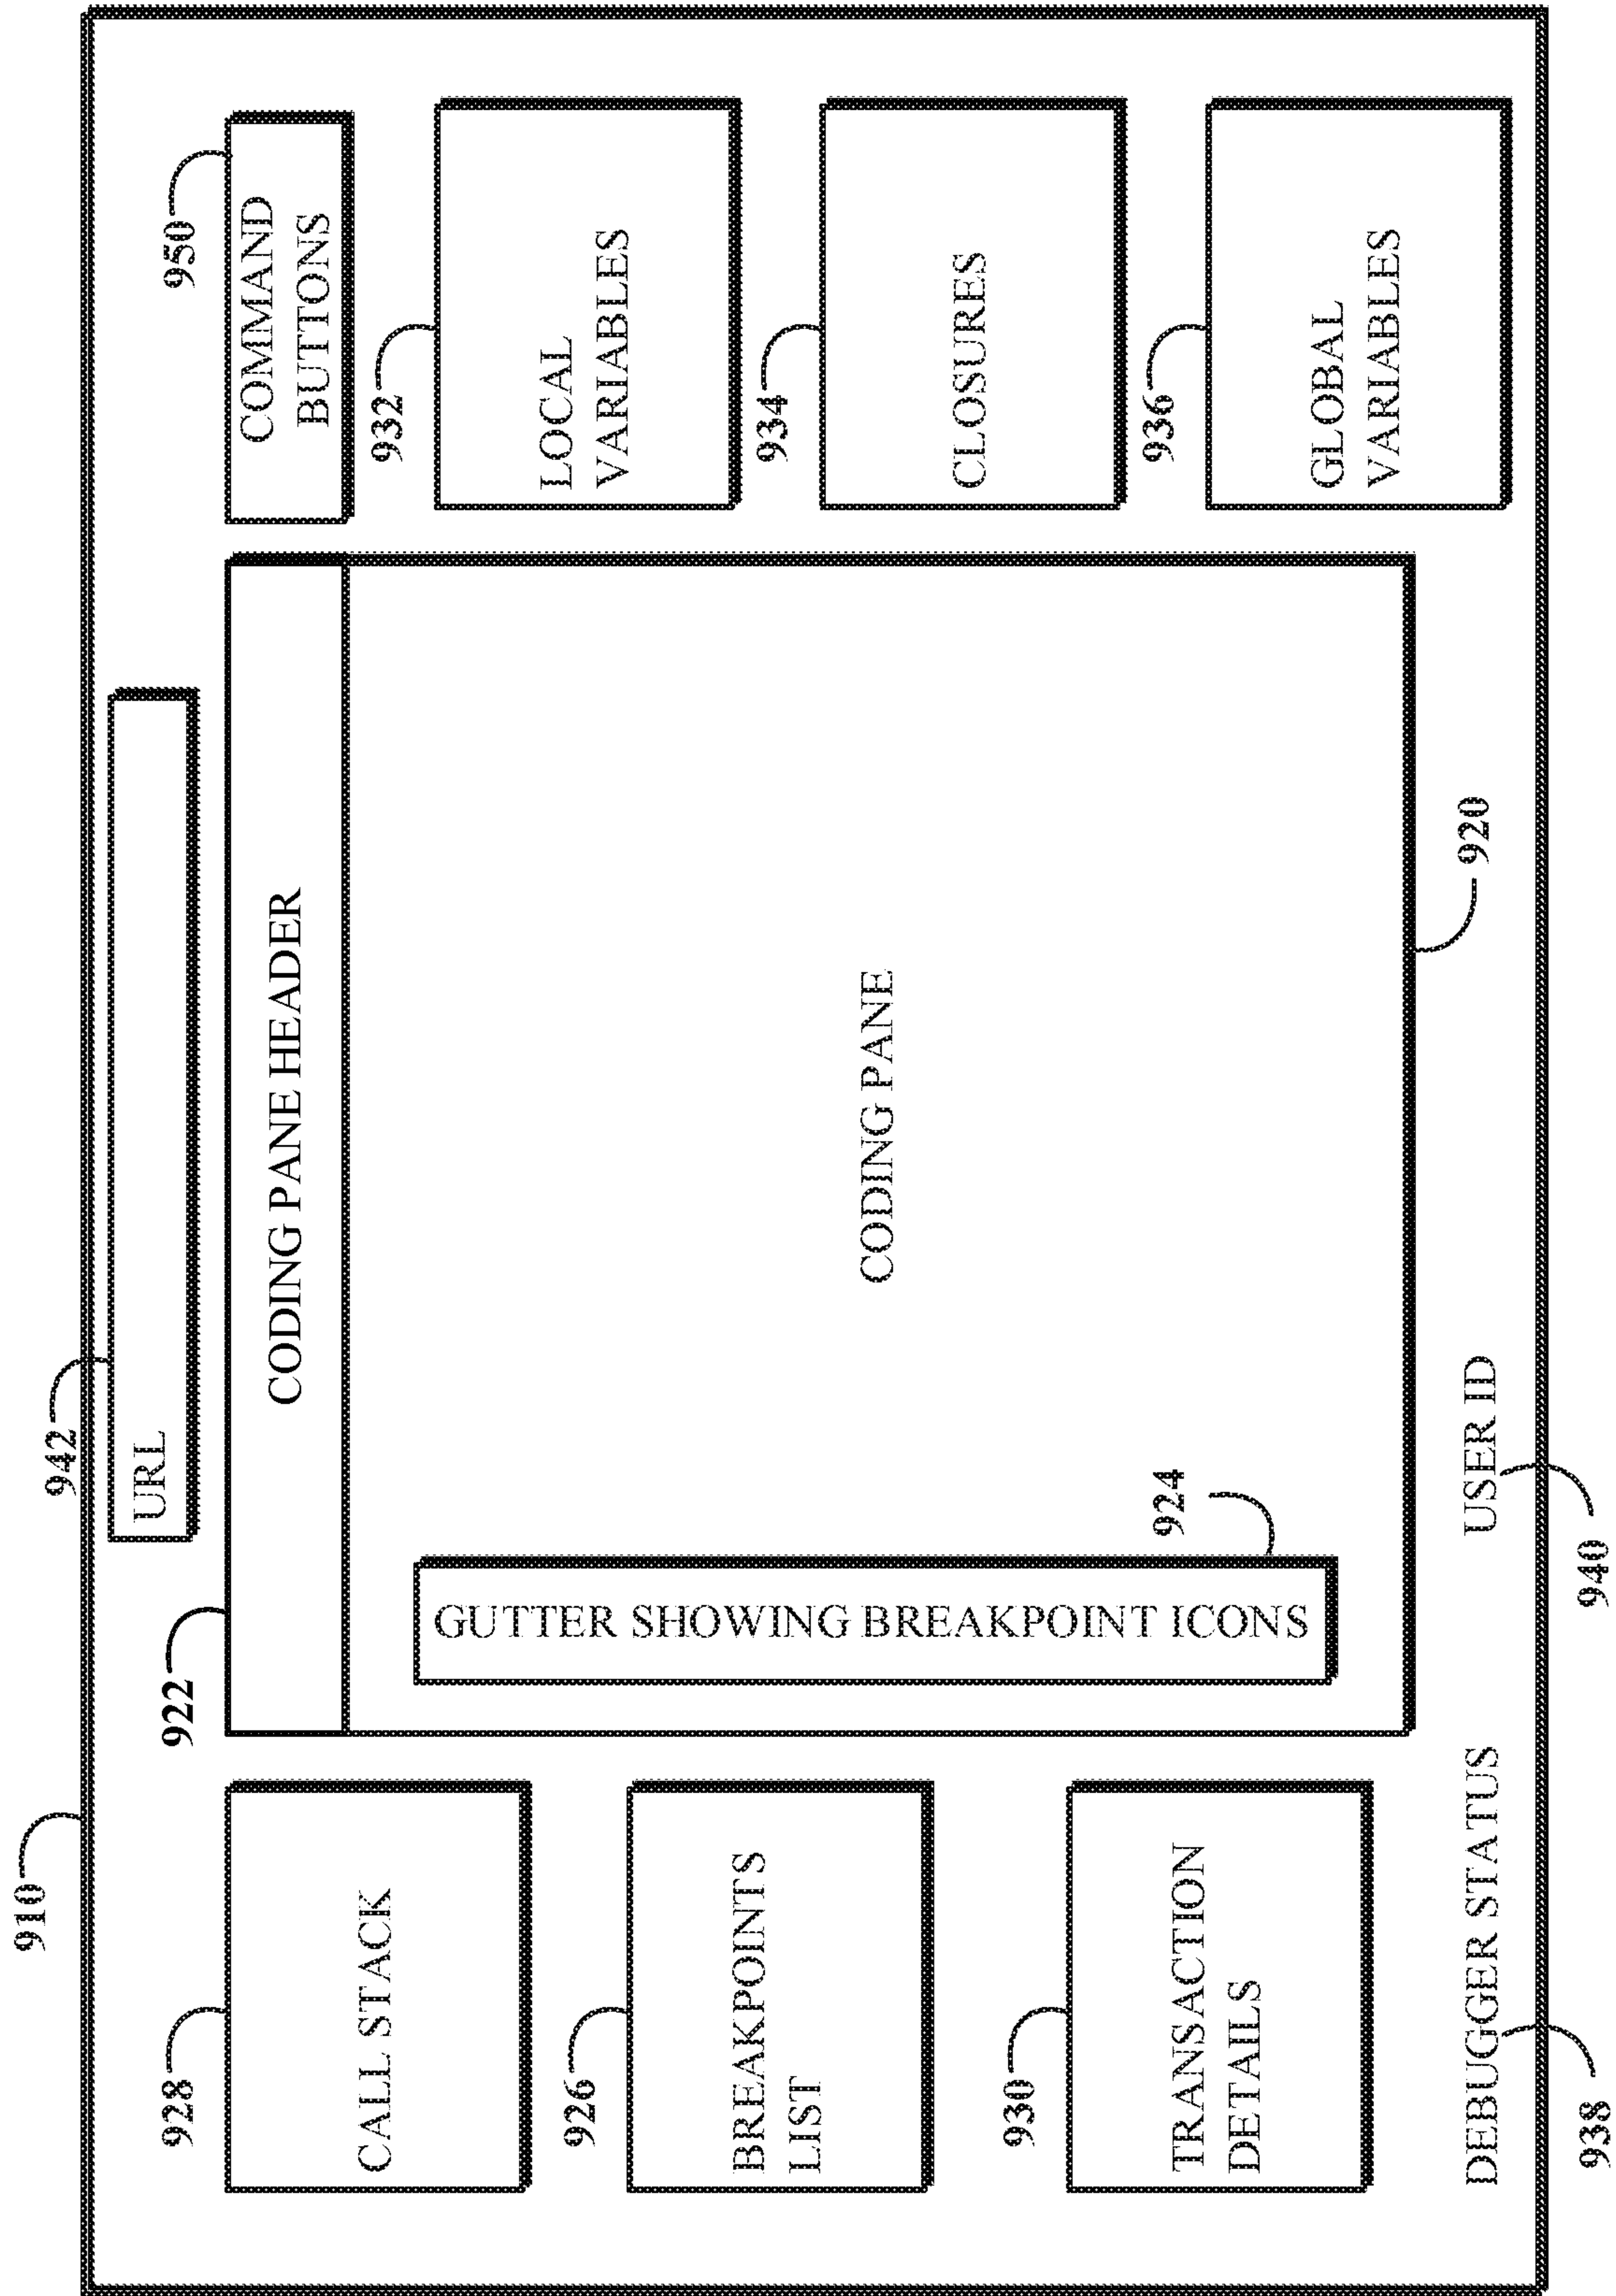 910
942
URL
922
CODING PANE HEADER
950
COMMAND
BUTTONS
928
CALL STACK
932
LOCAL
VARIABLES
926
BREAKPOINTS
LIST
924
GUTTER SHOWING BREAKPOINT ICONS
CODING PANE
934
CLOSURES
930
TRANSACTION
DETAILS
936
GLOBAL
VARIABLES
920
DEBUGGER STATUS
USER ID
938
940